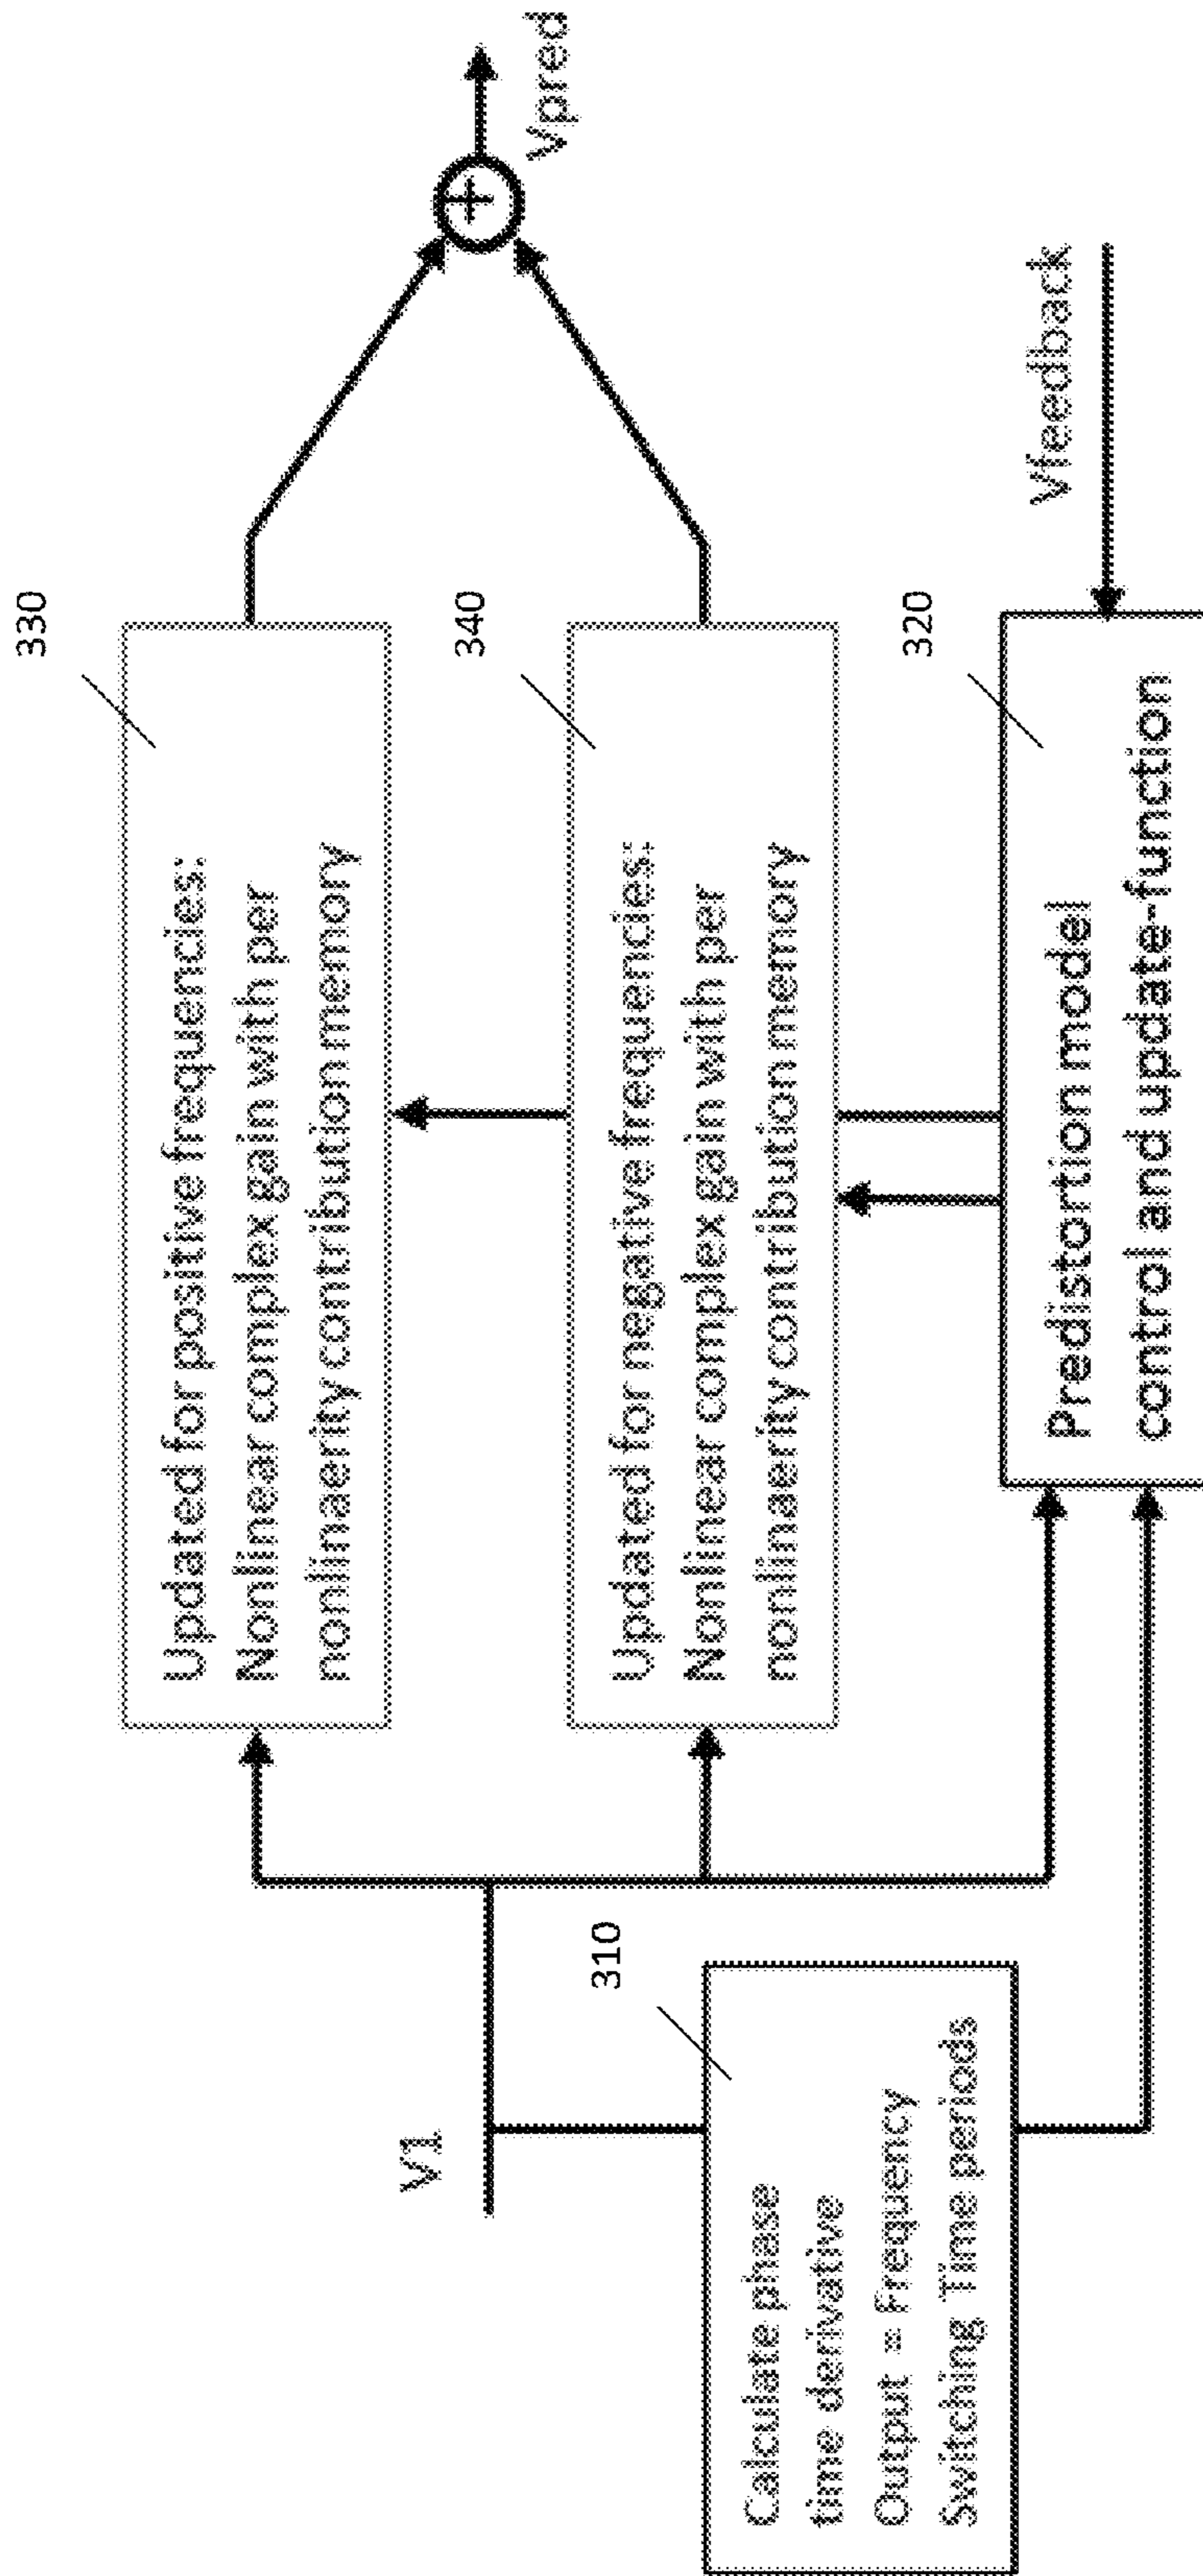 330
Updated for positive frequencies:
Nonlinear complex gain with per
nonlinaerity contribution memory
Vpred
V1
340
Updated for negative frequencies:
Nonlinear complex gain with per
nonlinaerity contribution memory
310
Calculate phase
time derivative
Output = Frequency
Switching Time periods
320
Predistortion model
control and update-function
Vfeedback
+